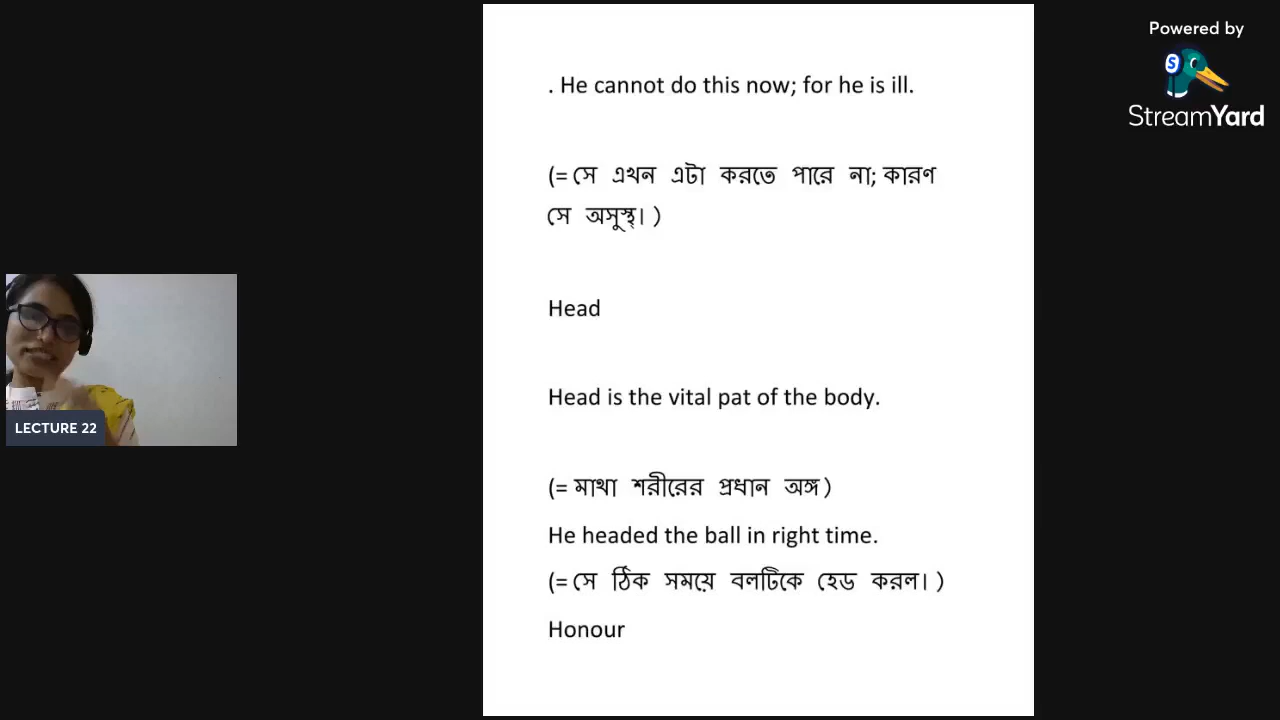 . He cannot do this now; for he is ill.
(= সে এখন এটা করতে পারে না; কারণ
সে অসুস্থ্। )
Head
Head is the vital pat of the body.
(= মাথা শরীরের প্রধান অঙ্গ )
He headed the ball in right time.
(= সে ঠিক সময়ে বলটিকে হেড করল। )
Honour
LECTURE 22
Powered by
StreamYard